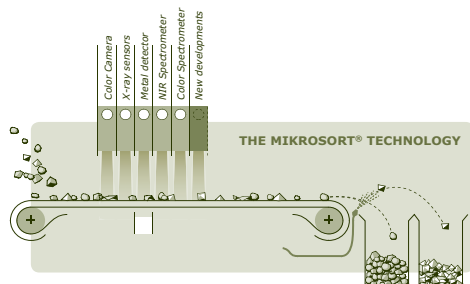 Color Camera
X-ray sensors
Metal detector
NIR Spectrometer
Color Spectrometer
New developments
THE MIKROSORT® TECHNOLOGY